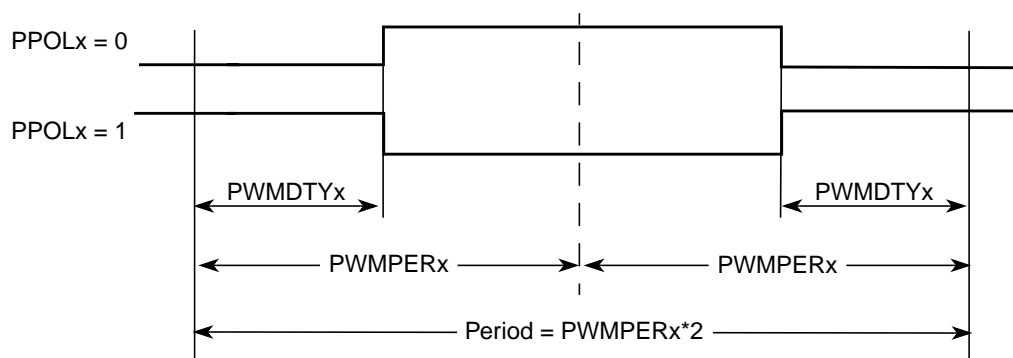 PPOLx = 0
PPOLx = 1
PWMDTYx
PWMDTYx
PWMPERx
PWMPERx
Period = PWMPERx*2